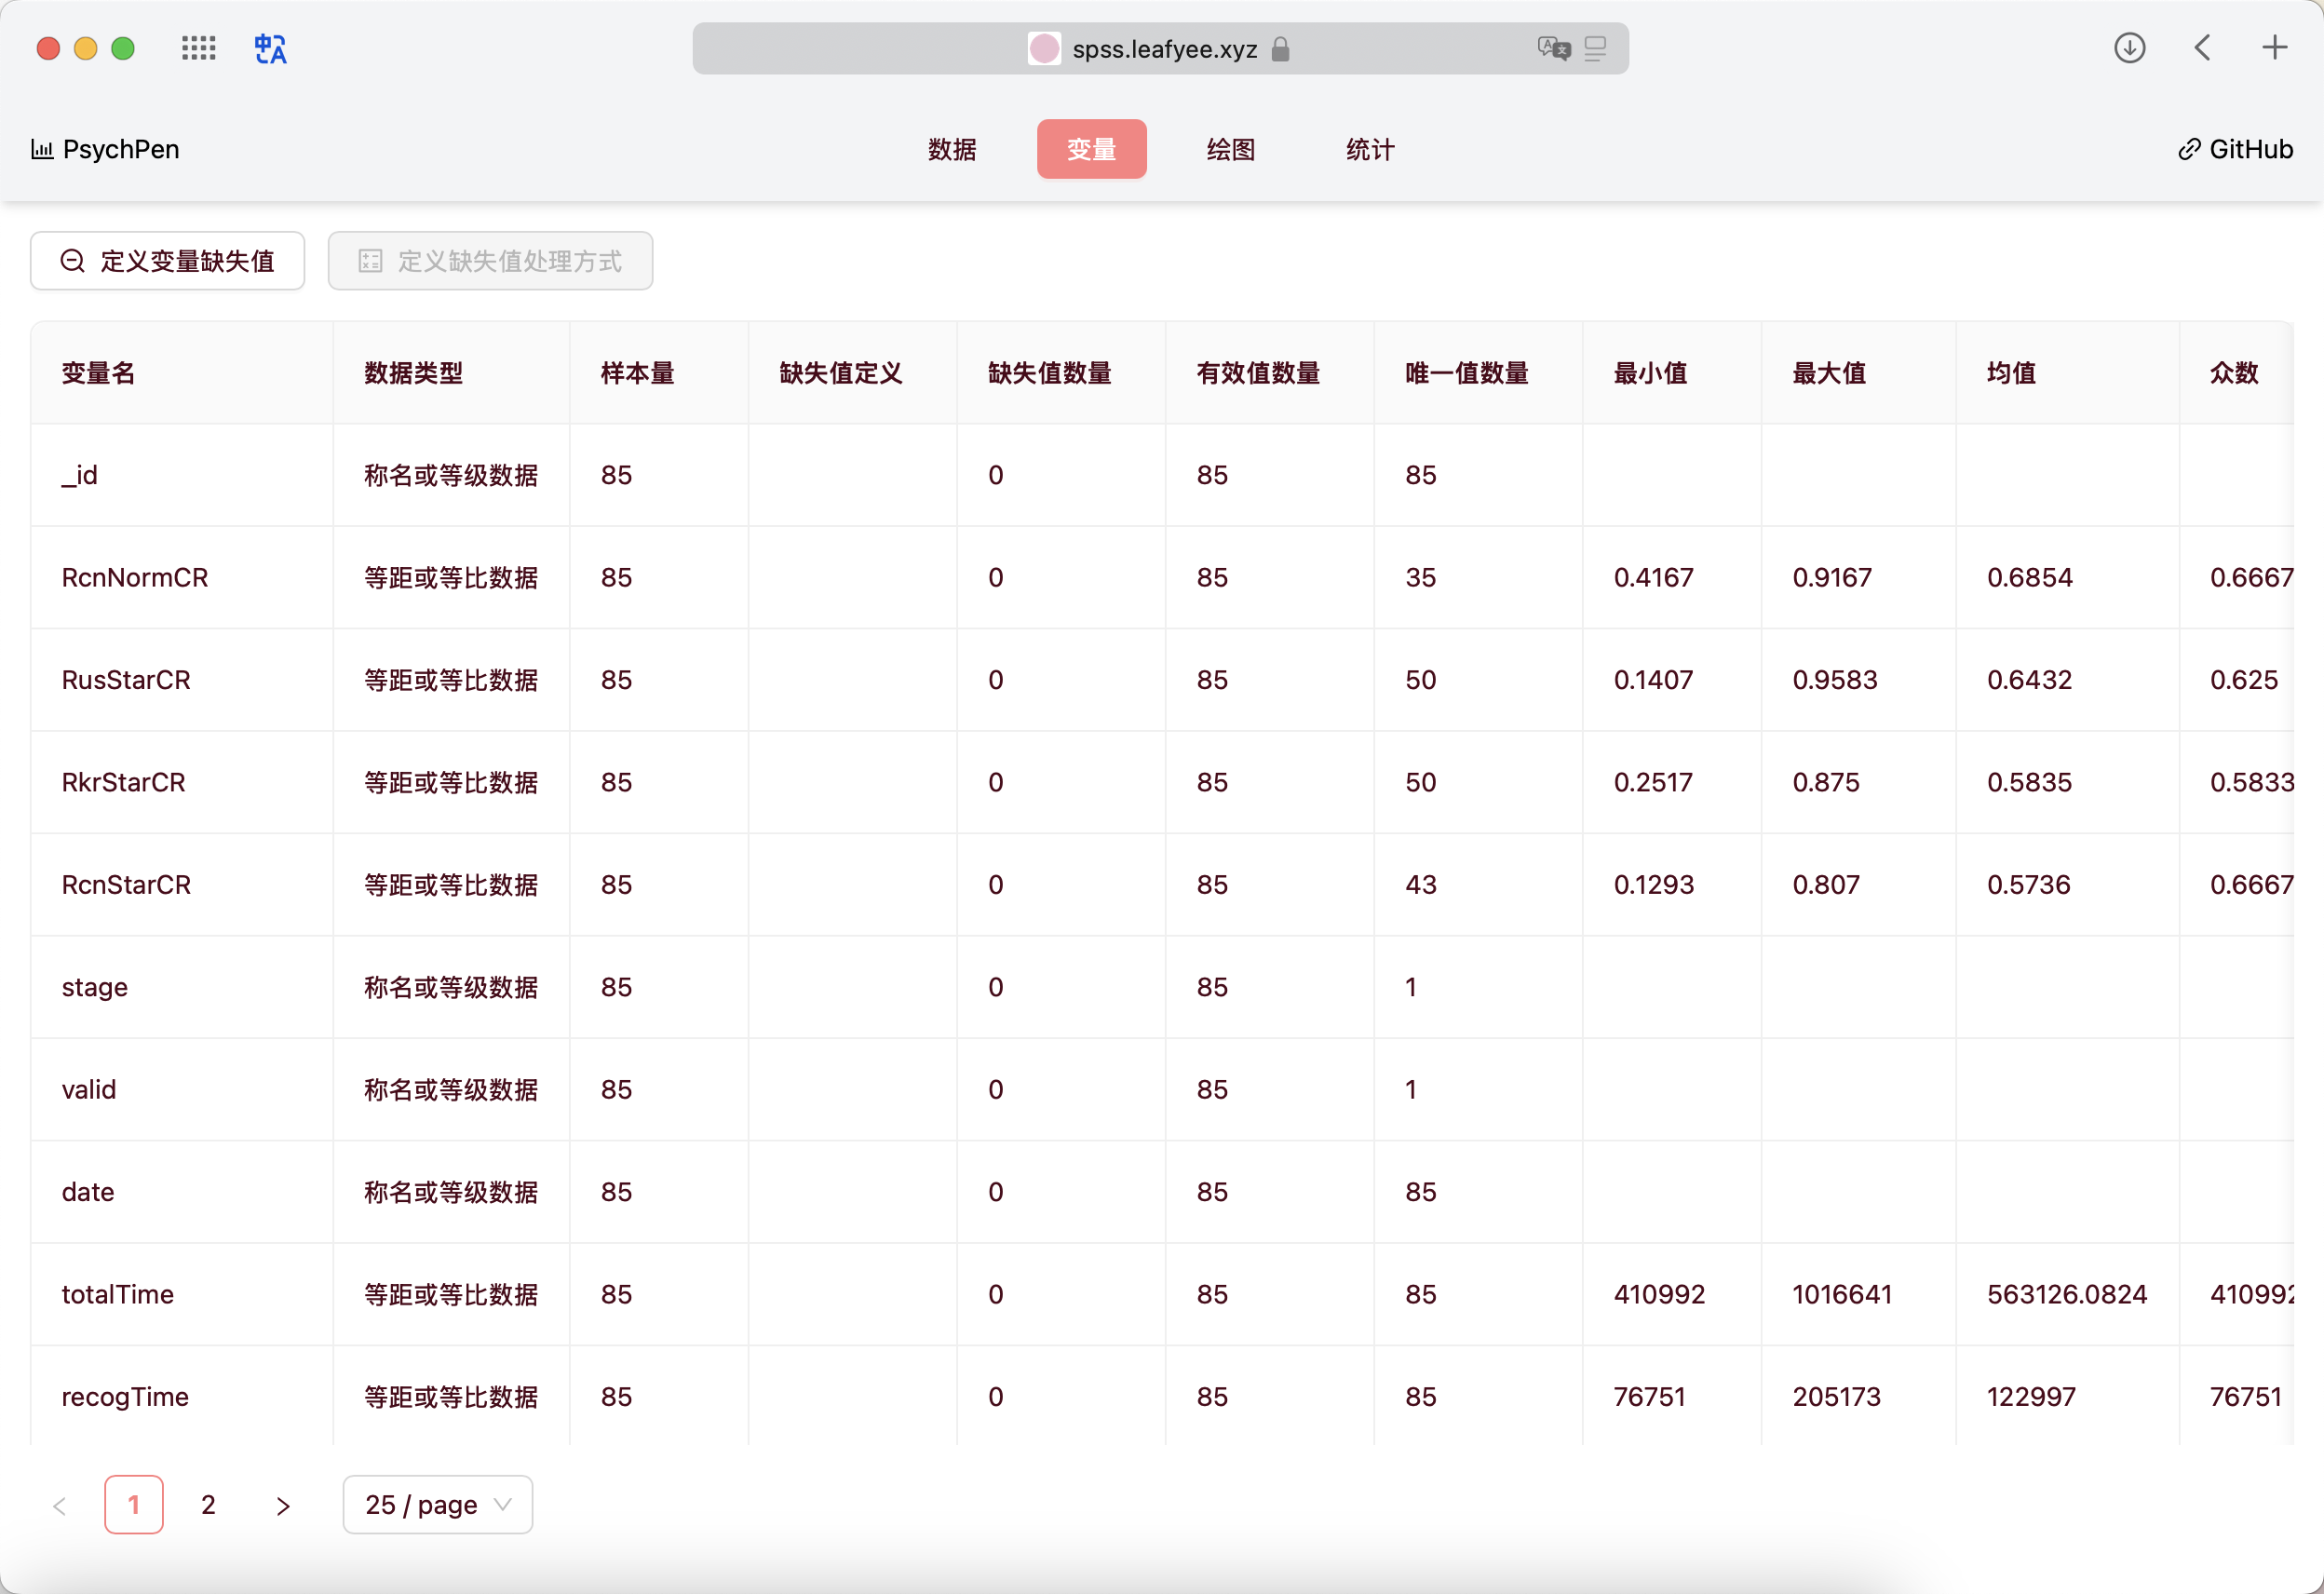 spss.leafyee.xyz
PsychPen 数据 变量 绘图 统计 GitHub
定义变量缺失值 定义缺失值处理方式
变量名 数据类型 样本量 缺失值定义 缺失值数量 有效值数量 唯一值数量 最小值 最大值 均值 众数
_id 称名或等级数据 85 0 85 85
RcnNormCR 等距或等比数据 85 0 85 35 0.4167 0.9167 0.6854 0.6667
RusStarCR 等距或等比数据 85 0 85 50 0.1407 0.9583 0.6432 0.625
RkrStarCR 等距或等比数据 85 0 85 50 0.2517 0.875 0.5835 0.5833
RcnStarCR 等距或等比数据 85 0 85 43 0.1293 0.807 0.5736 0.6667
stage 称名或等级数据 85 0 85 1
valid 称名或等级数据 85 0 85 1
date 称名或等级数据 85 0 85 85
totalTime 等距或等比数据 85 0 85 85 410992 1016641 563126.0824 410992
recogTime 等距或等比数据 85 0 85 85 76751 205173 122997 76751
< 1 2 > 25 / page